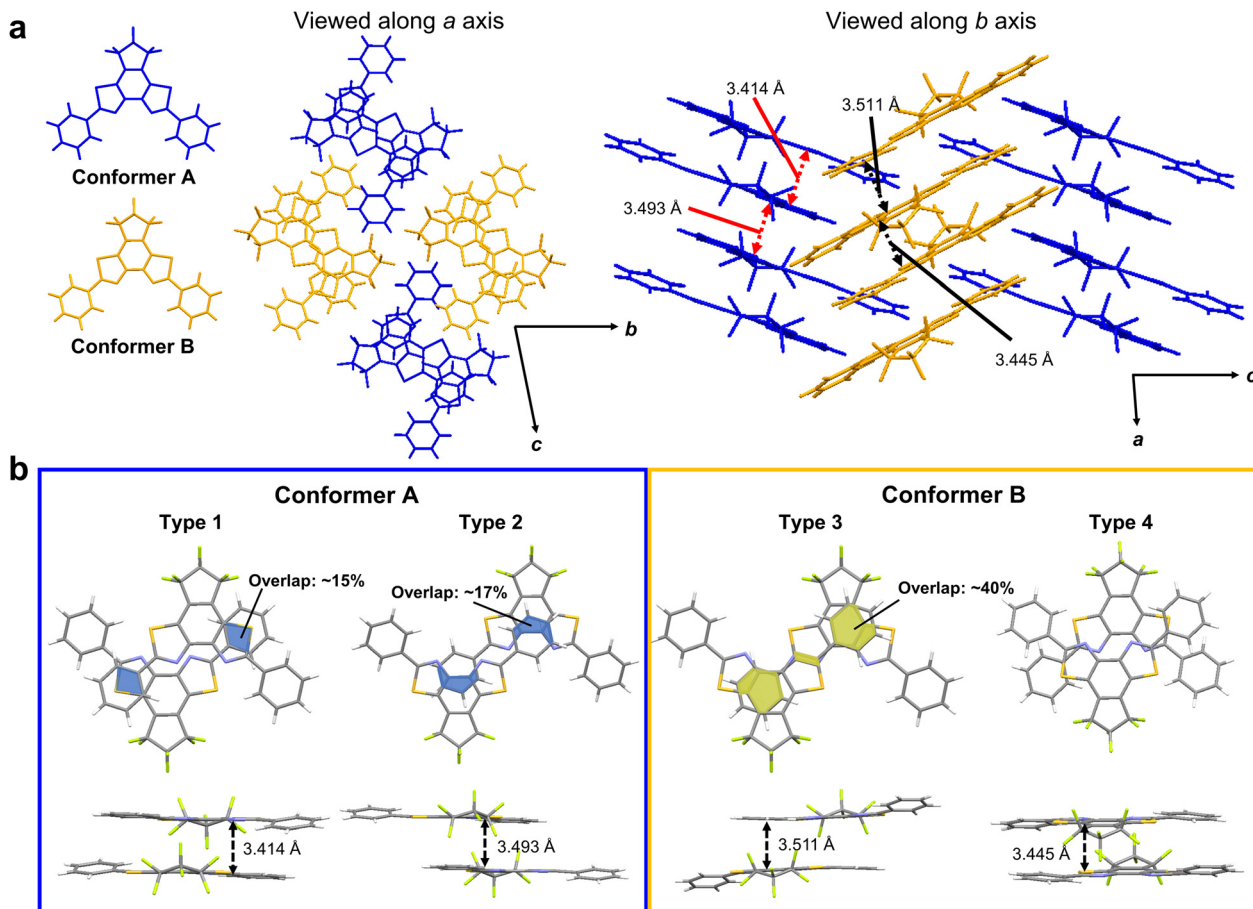 a
Viewed along a axis
Viewed along b axis
Conformer A
Conformer B
b
c
3.414 Å
3.511 Å
3.493 Å
3.445 Å
c
a
b
Conformer A
Type 1
Type 2
Overlap: ~15%
Overlap: ~17%
3.414 Å
3.493 Å
Conformer B
Type 3
Type 4
Overlap: ~40%
3.511 Å
3.445 Å